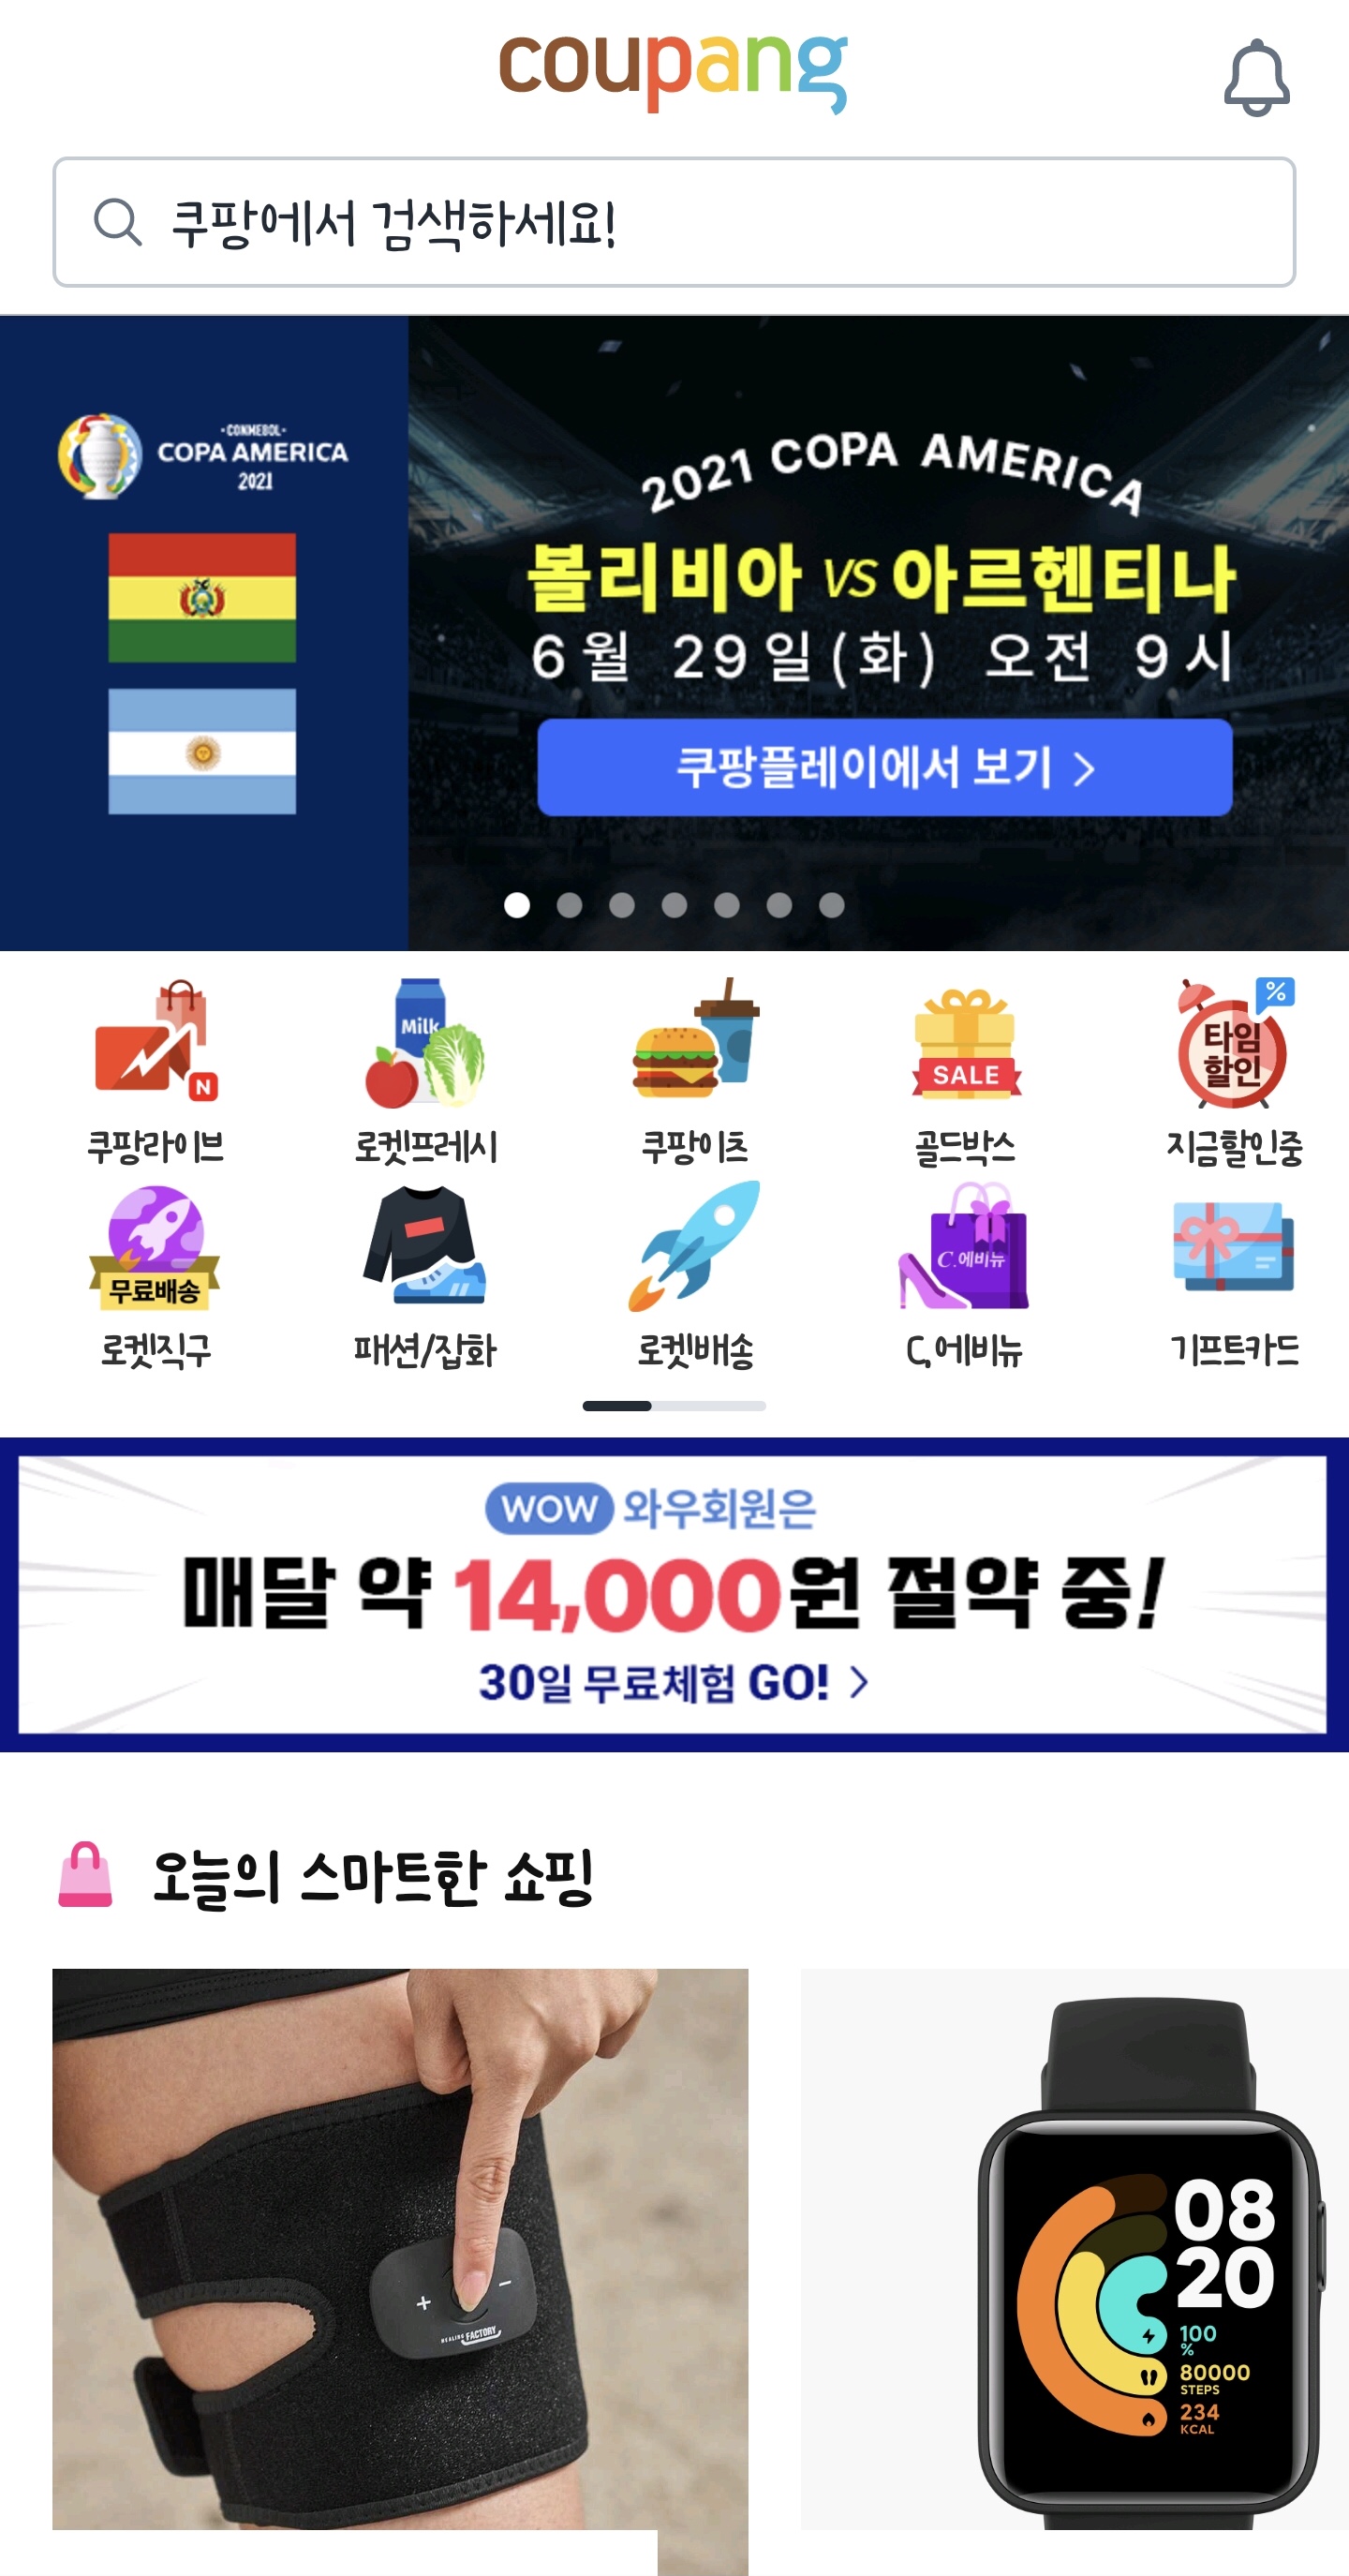 coupang
쿠팡에서 검색하세요!
-CONMEBOL-
COPA AMERICA
2021
2021 COPA AMERICA
볼리비아 VS 아르헨티나
6월 29일(화) 오전 9시
쿠팡플레이에서 보기 >
N
Milk
SALE
%
타임
할인
쿠팡라이브
로켓프레시
쿠팡이츠
골드박스
지금할인중
무료배송
C.에비뉴
로켓직구
패션/잡화
로켓배송
C.에비뉴
기프트카드
WOW 와우회원은
매달 약 14,000원 절약 중!
30일 무료체험 GO! >
오늘의 스마트한 쇼핑
+ -
HEALING FACTORY
08
20
100
%
80000
STEPS
234
KCAL